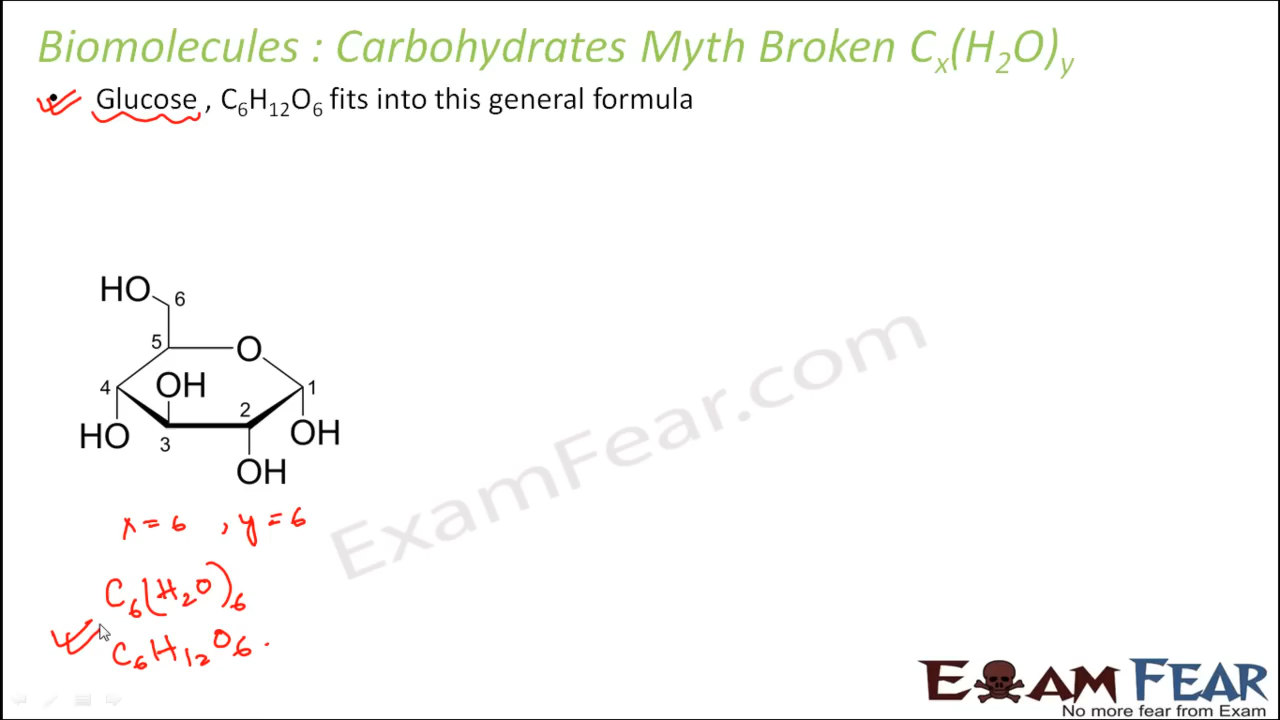 Biomolecules : Carbohydrates Myth Broken Cₓ(H₂O)ᵧ
• Glucose , C₆H₁₂O₆ fits into this general formula
HO
6
5
O
4
OH
1
2
HO
3
OH
OH
x = 6 , y = 6
C₆(H₂O)₆
C₆H₁₂O₆ .
ExamFear.com
EXAM FEAR
No more fear from Exam